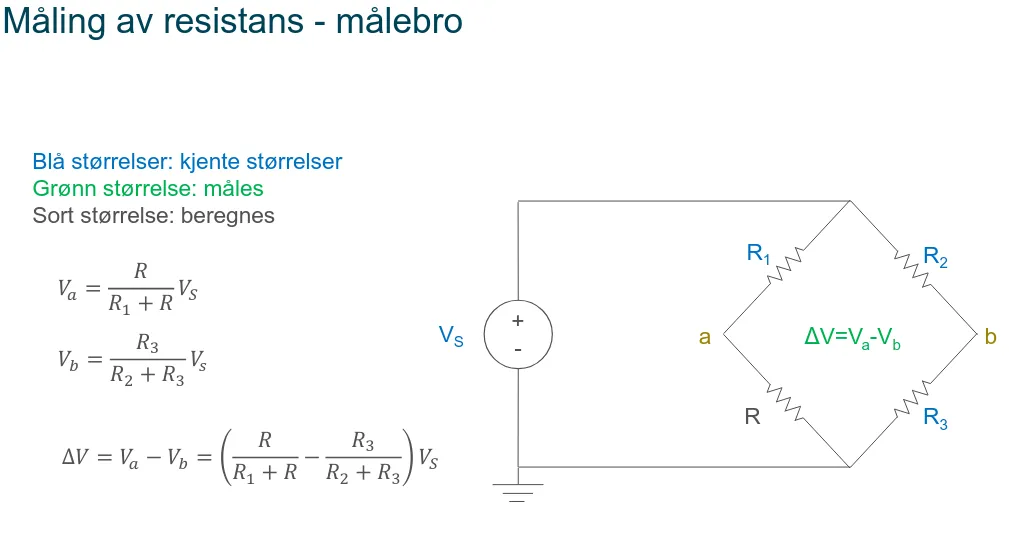 Måling av resistans - målebro
Blå størrelser: kjente størrelser
Grønn størrelse: måles
Sort størrelse: beregnes
V_a = \frac{R}{R_1 + R} V_S
V_b = \frac{R_3}{R_2 + R_3} V_s
ΔV = V_a − V_b = \left(\frac{R}{R_1 + R} − \frac{R_3}{R_2 + R_3}\right) V_S
V_S
+
-
R_1
R_2
a
ΔV=V_a-V_b
b
R
R_3